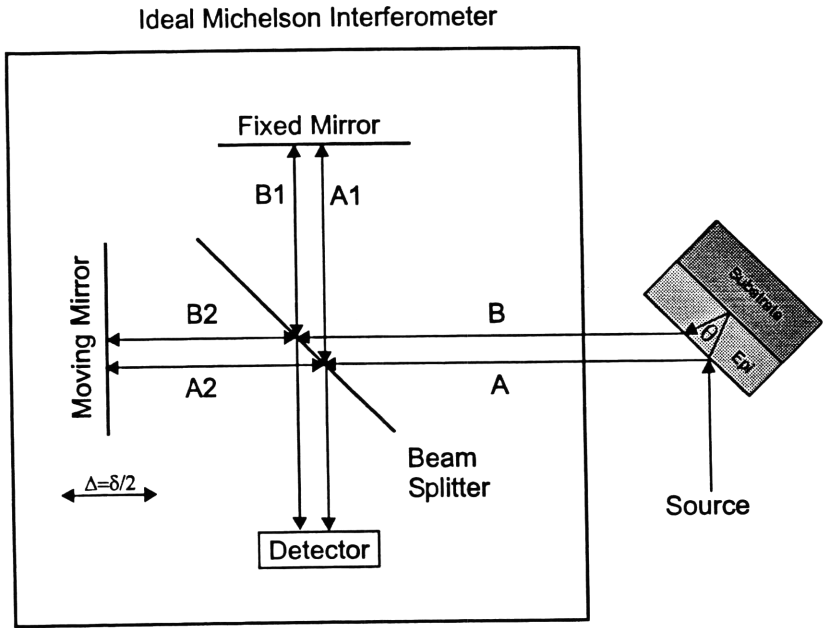 Ideal Michelson Interferometer
Fixed Mirror
B1
A1
Moving Mirror
B2
B
Substrate
θ
Epi
A2
A
Beam
Splitter
Δ=δ/2
Source
Detector